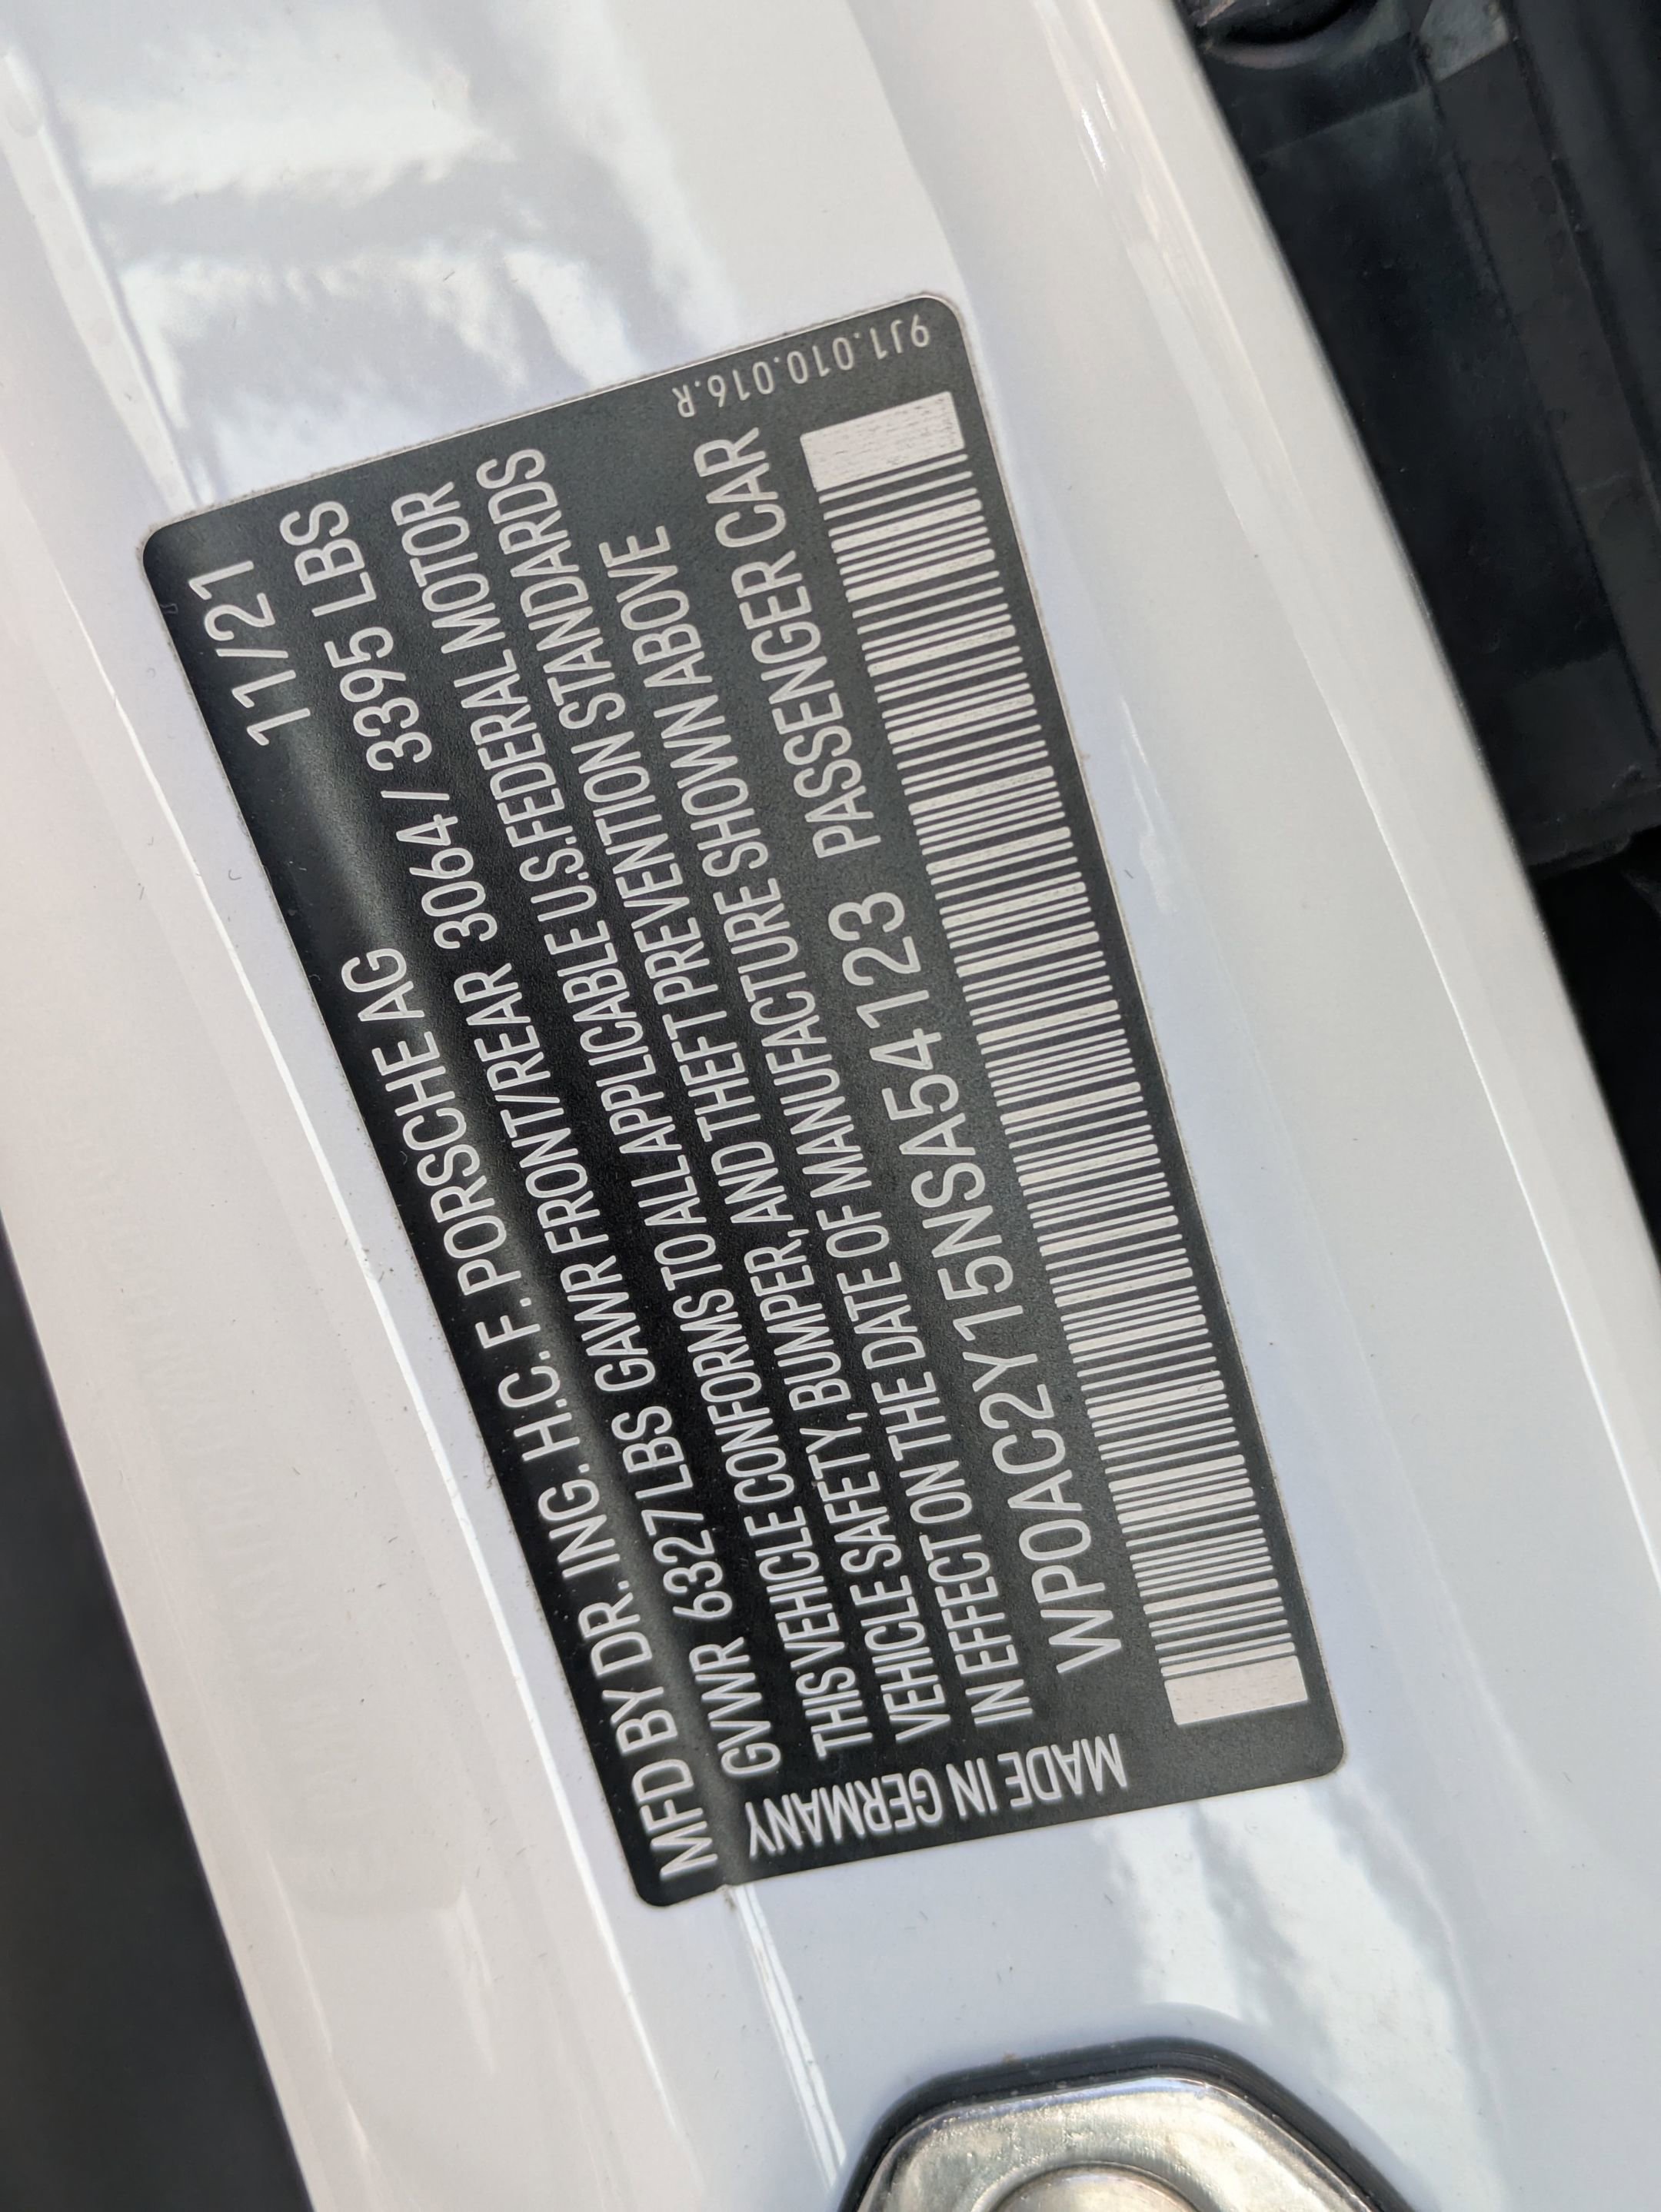 MFD BY DR. ING. H.C. F. PORSCHE AG 11/21
GVWR 6327 LBS GAWR FRONT/REAR 3064 / 3395 LBS
THIS VEHICLE CONFORMS TO ALL APPLICABLE U.S. FEDERAL MOTOR
VEHICLE SAFETY, BUMPER, AND THEFT PREVENTION STANDARDS
IN EFFECT ON THE DATE OF MANUFACTURE SHOWN ABOVE
WP0AC2Y15NSA54123 PASSENGER CAR
MADE IN GERMANY
9J1.010.016.R